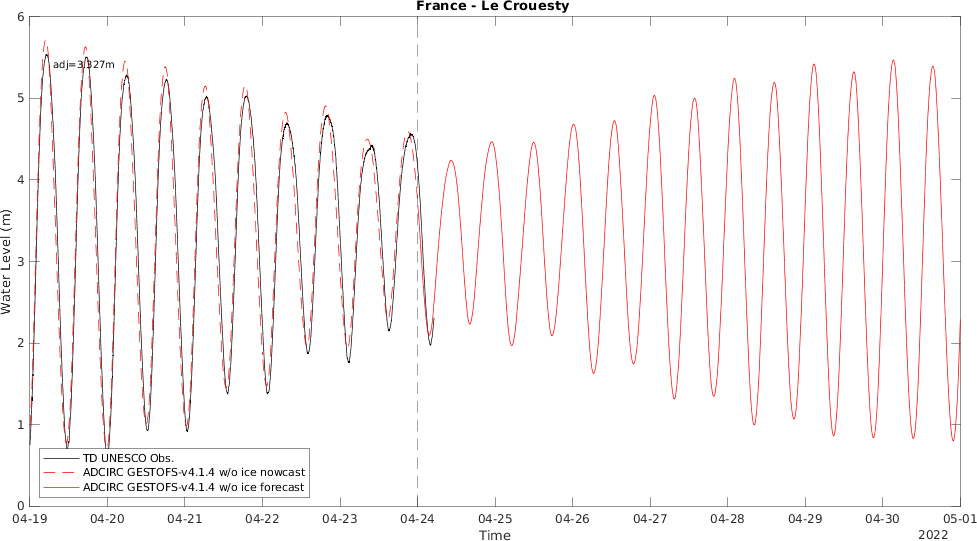 France - Le Crouesty
6
5
4
3
2
1
0
Water Level (m)
adj=3.327m
TD UNESCO Obs.
ADCIRC GESTOFS-v4.1.4 w/o ice nowcast
ADCIRC GESTOFS-v4.1.4 w/o ice forecast
04-19 04-20 04-21 04-22 04-23 04-24 04-25 04-26 04-27 04-28 04-29 04-30 05-01
Time
2022